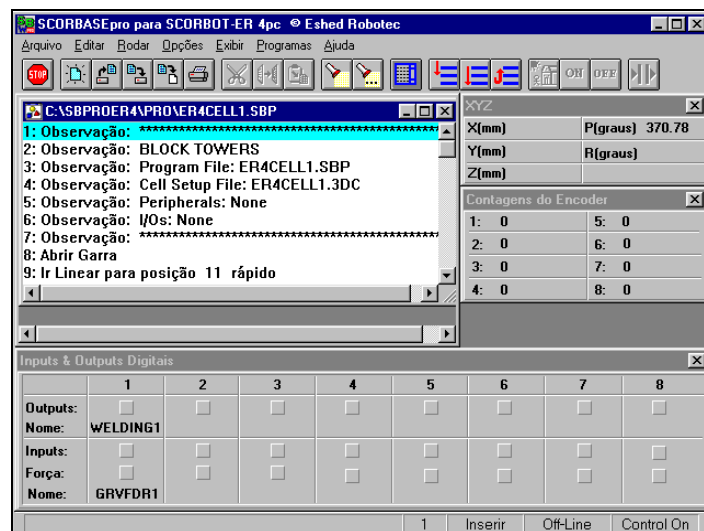 SCORBASEpro para SCORBOT-ER 4pc © Eshed Robotec
Arquivo Editar Rodar Opções Exibir Programas Ajuda
STOP ON OFF
C:\SBPROER4\PRO\ER4CELL1.SBP
1: Observação: **********************************************
2: Observação: BLOCK TOWERS
3: Observação: Program File: ER4CELL1.SBP
4: Observação: Cell Setup File: ER4CELL1.3DC
5: Observação: Peripherals: None
6: Observação: I/Os: None
7: Observação: **********************************************
8: Abrir Garra
9: Ir Linear para posição 11 rápido
XYZ
X(mm) P(graus) 370.78
Y(mm) R(graus)
Z(mm)
Contagens do Encoder
1: 0 5: 0
2: 0 6: 0
3: 0 7: 0
4: 0 8: 0
Inputs & Outputs Digitais
1 2 3 4 5 6 7 8
Outputs:
Nome: WELDING1
Inputs:
Força:
Nome: GRVFDR1
1 Inserir Off-Line Control On